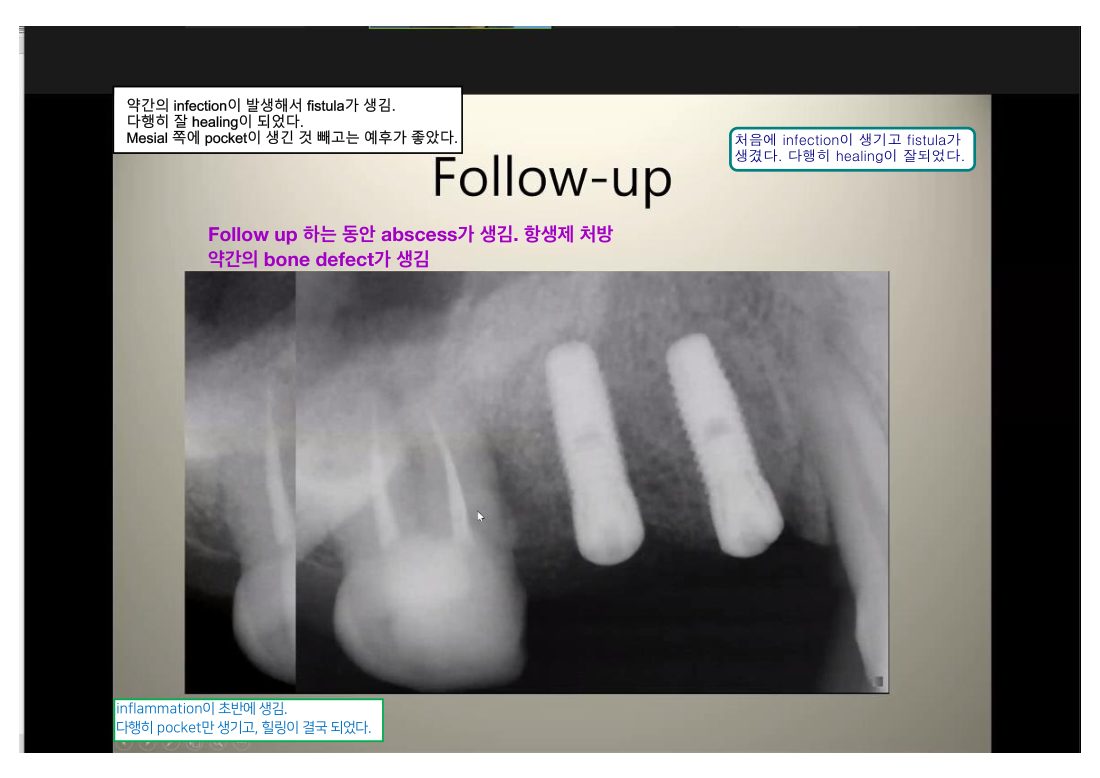 약간의 infection이 발생해서 fistula가 생김.
다행히 잘 healing이 되었다.
Mesial 쪽에 pocket이 생긴 것 빼고는 예후가 좋았다.
처음에 infection이 생기고 fistula가
생겼다. 다행히 healing이 잘되었다.
Follow-up
Follow up 하는 동안 abscess가 생김. 항생제 처방
약간의 bone defect가 생김
inflammation이 초반에 생김.
다행히 pocket만 생기고, 힐링이 결국 되었다.